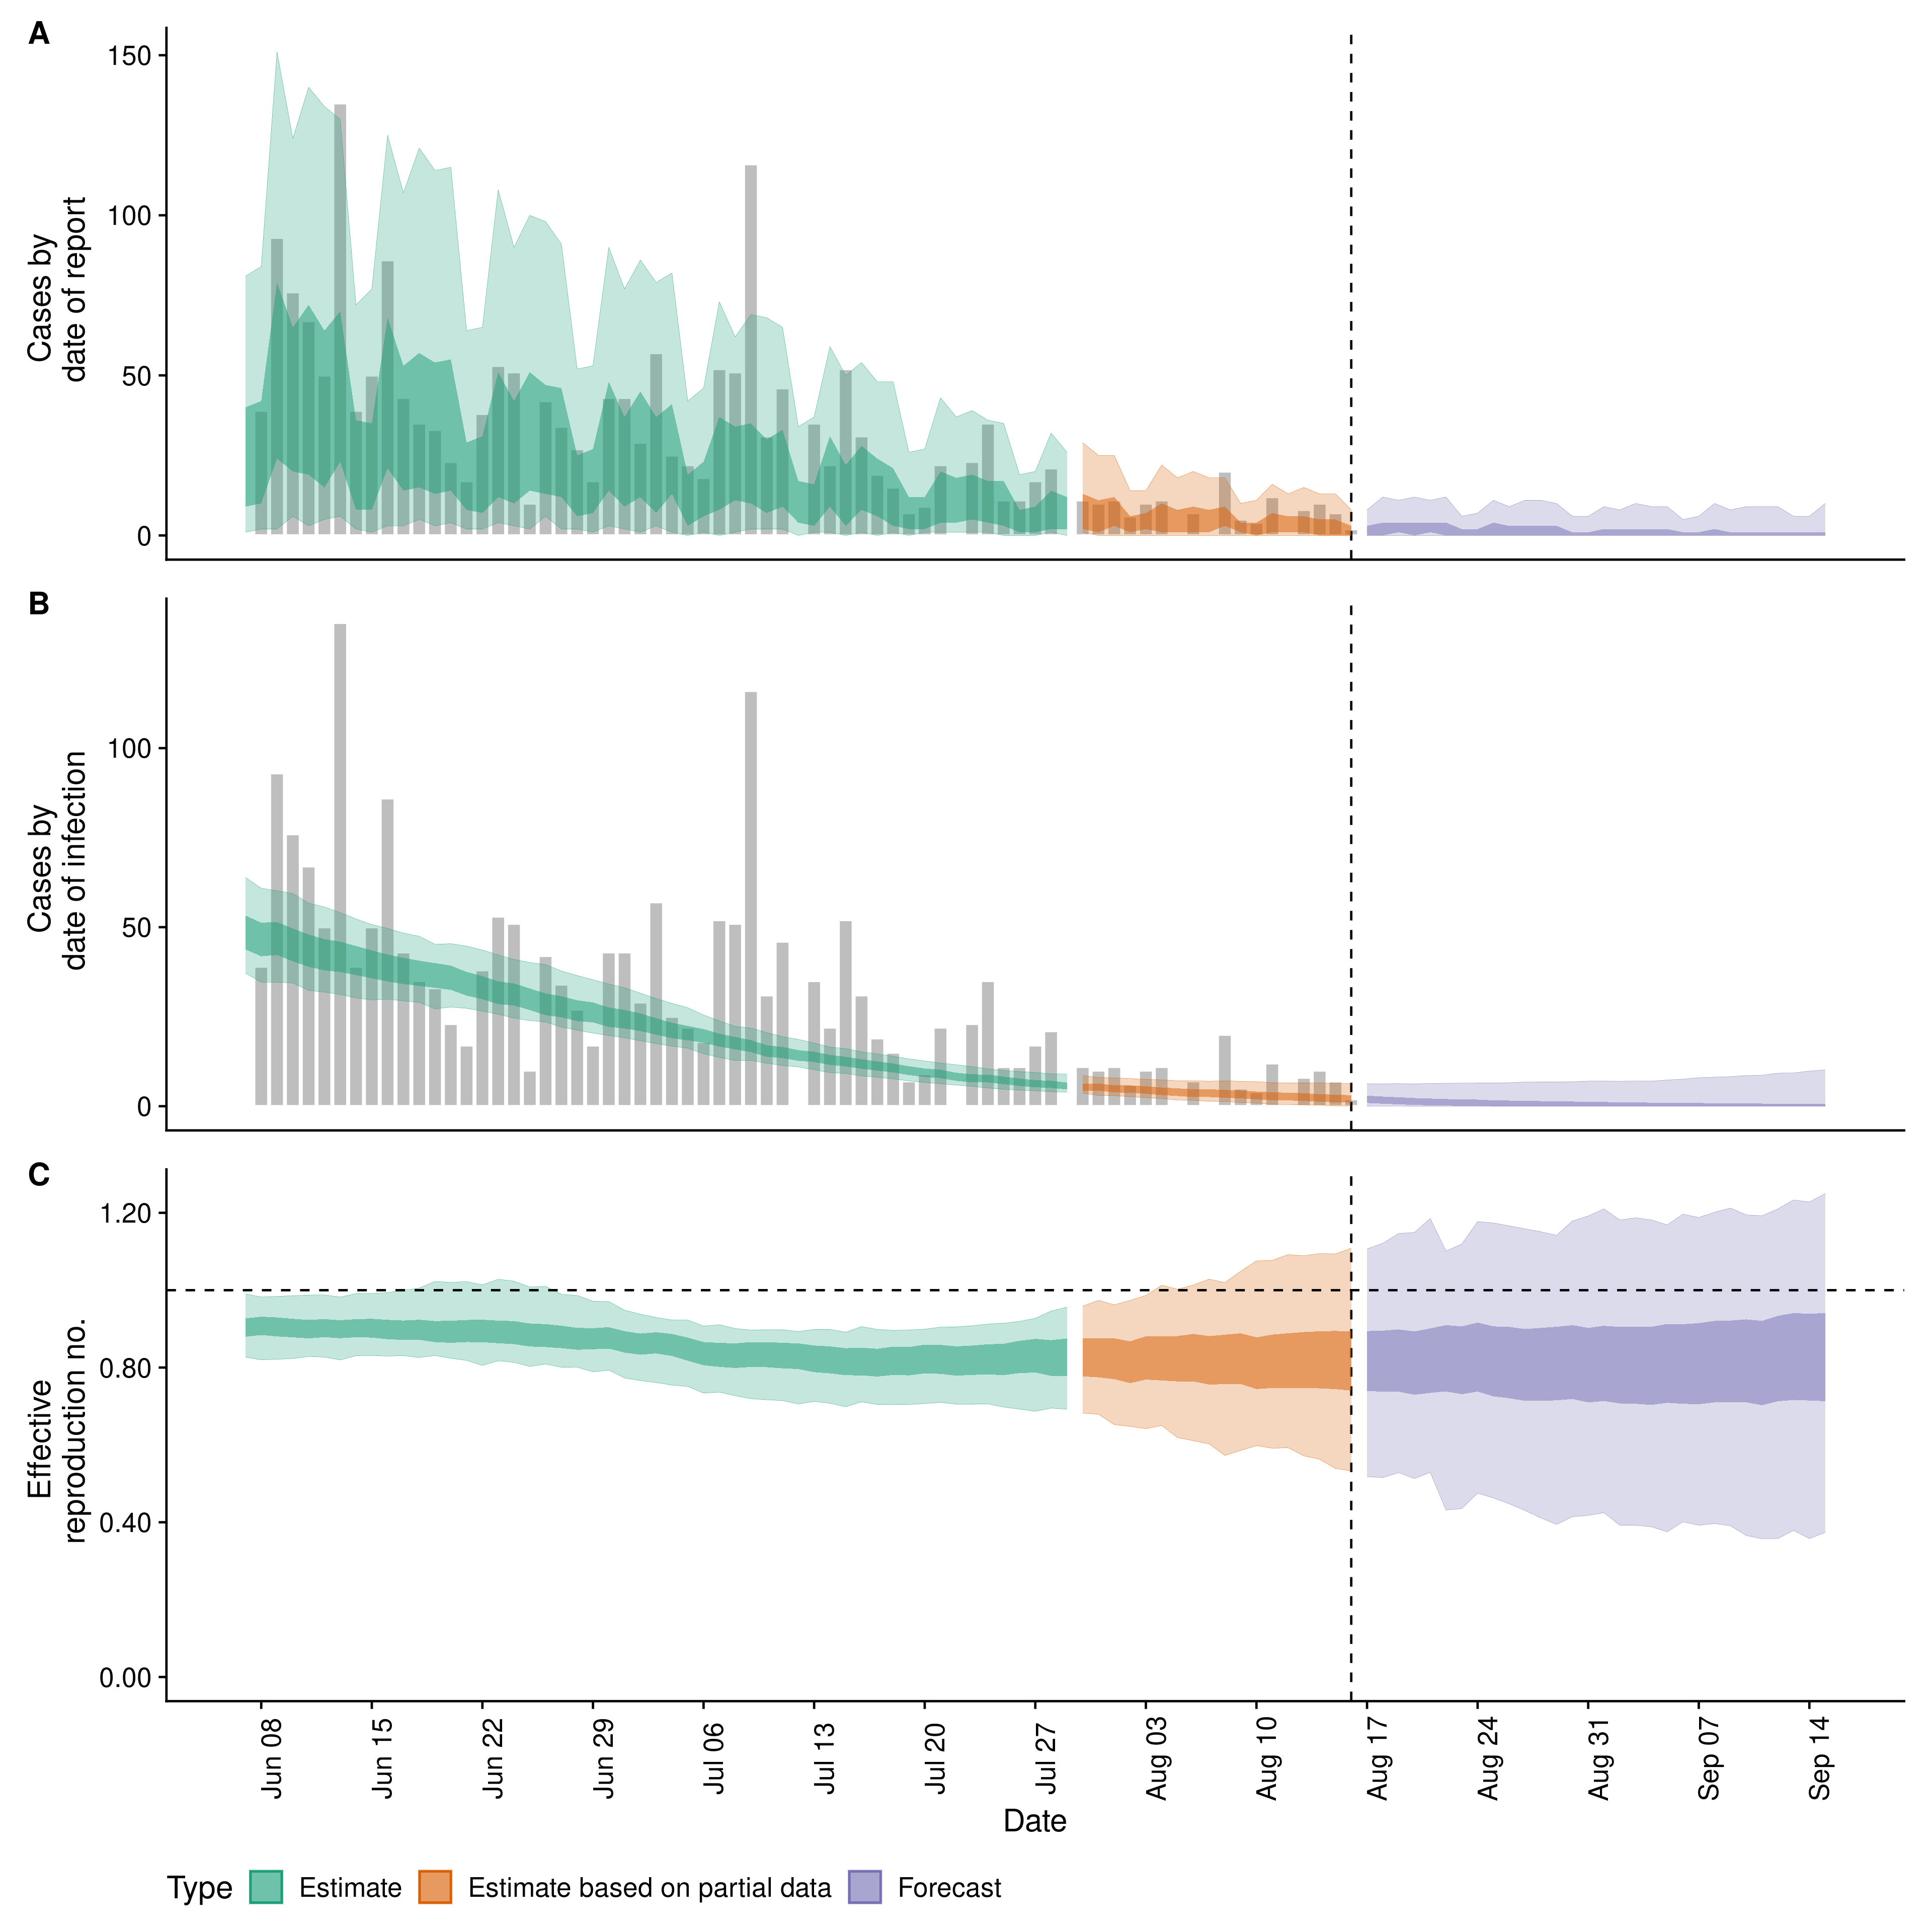 A
150
100
50
0
Cases by
date of report
B
100
50
0
Cases by
date of infection
C
1.20
0.80
0.40
0.00
Effective
reproduction no.
Jun 08
Jun 15
Jun 22
Jun 29
Jul 06
Jul 13
Jul 20
Jul 27
Aug 03
Aug 10
Aug 17
Aug 24
Aug 31
Sep 07
Sep 14
Date
Type Estimate Estimate based on partial data Forecast